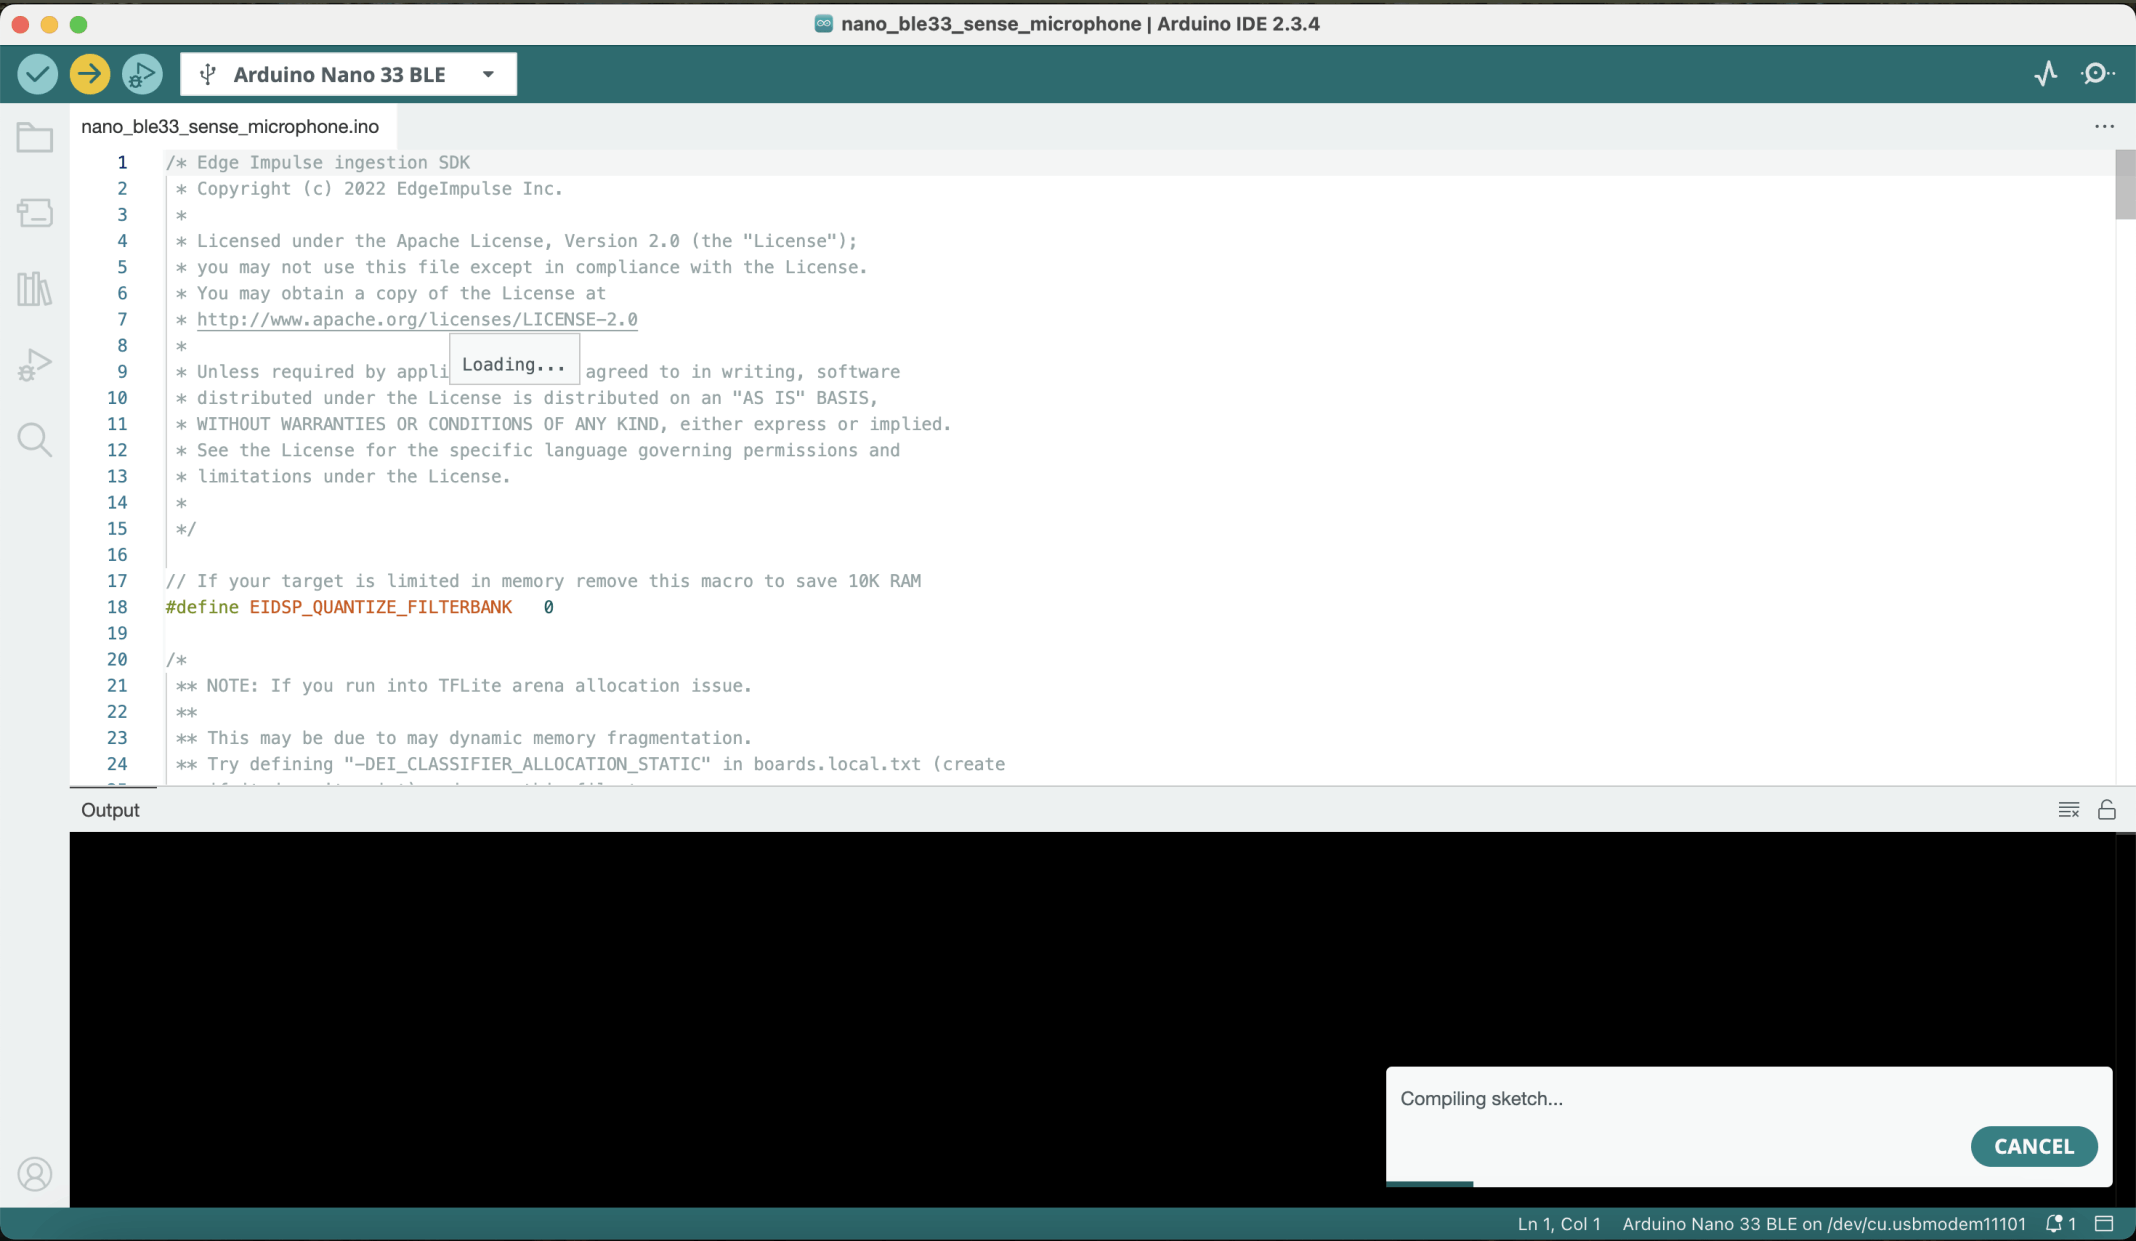 nano_ble33_sense_microphone | Arduino IDE 2.3.4
Arduino Nano 33 BLE
nano_ble33_sense_microphone.ino
1 /* Edge Impulse ingestion SDK
2 * Copyright (c) 2022 EdgeImpulse Inc.
3 *
4 * Licensed under the Apache License, Version 2.0 (the "License");
5 * you may not use this file except in compliance with the License.
6 * You may obtain a copy of the License at
7 * http://www.apache.org/licenses/LICENSE-2.0
8 *
Loading...
9 * Unless required by appli agreed to in writing, software
10 * distributed under the License is distributed on an "AS IS" BASIS,
11 * WITHOUT WARRANTIES OR CONDITIONS OF ANY KIND, either express or implied.
12 * See the License for the specific language governing permissions and
13 * limitations under the License.
14 *
15 */
16
17 // If your target is limited in memory remove this macro to save 10K RAM
18 #define EIDSP_QUANTIZE_FILTERBANK 0
19
20 /*
21 ** NOTE: If you run into TFLite arena allocation issue.
22 **
23 ** This may be due to may dynamic memory fragmentation.
24 ** Try defining "-DEI_CLASSIFIER_ALLOCATION_STATIC" in boards.local.txt (create
Output
Compiling sketch...
CANCEL
Ln 1, Col 1 Arduino Nano 33 BLE on /dev/cu.usbmodem11101 1